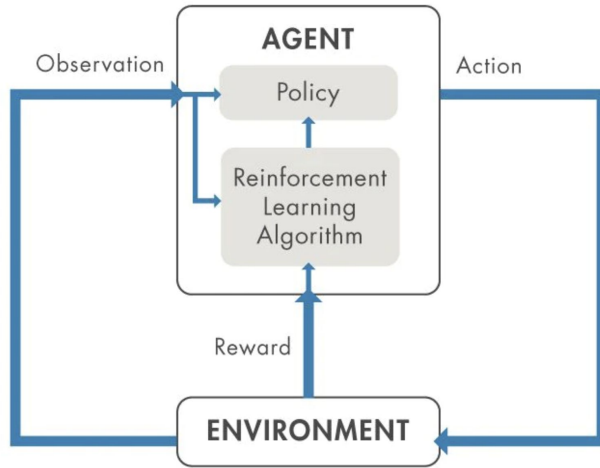 AGENT
Observation
Action
Policy
Reinforcement
Learning
Algorithm
Reward
ENVIRONMENT